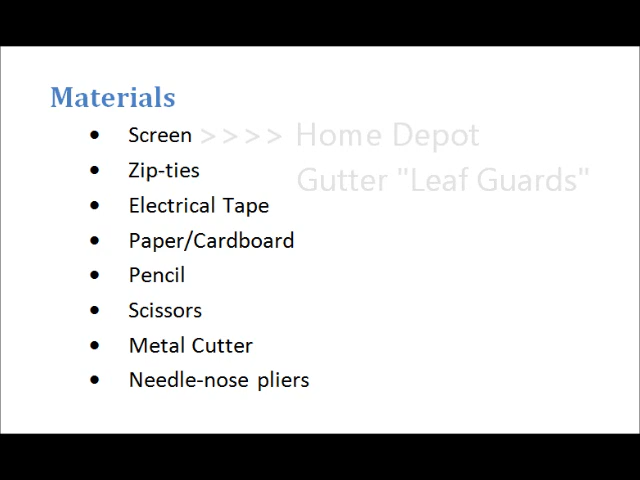 Materials
• Screen >>>> Home Depot
• Zip-ties
Gutter "Leaf Guards"
• Electrical Tape
• Paper/Cardboard
• Pencil
• Scissors
• Metal Cutter
• Needle-nose pliers